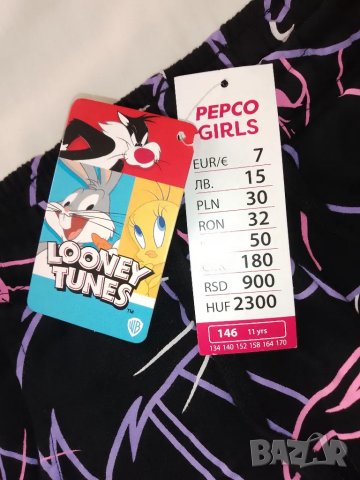 LOONEY
TUNES
™
WB
PEPCO
GIRLS
EUR/€ 7
ЛВ. 15
PLN 30
RON 32
50
180
RSD 900
HUF 2300
146 11 yrs
134 140 152 158 164 170
BAZAR